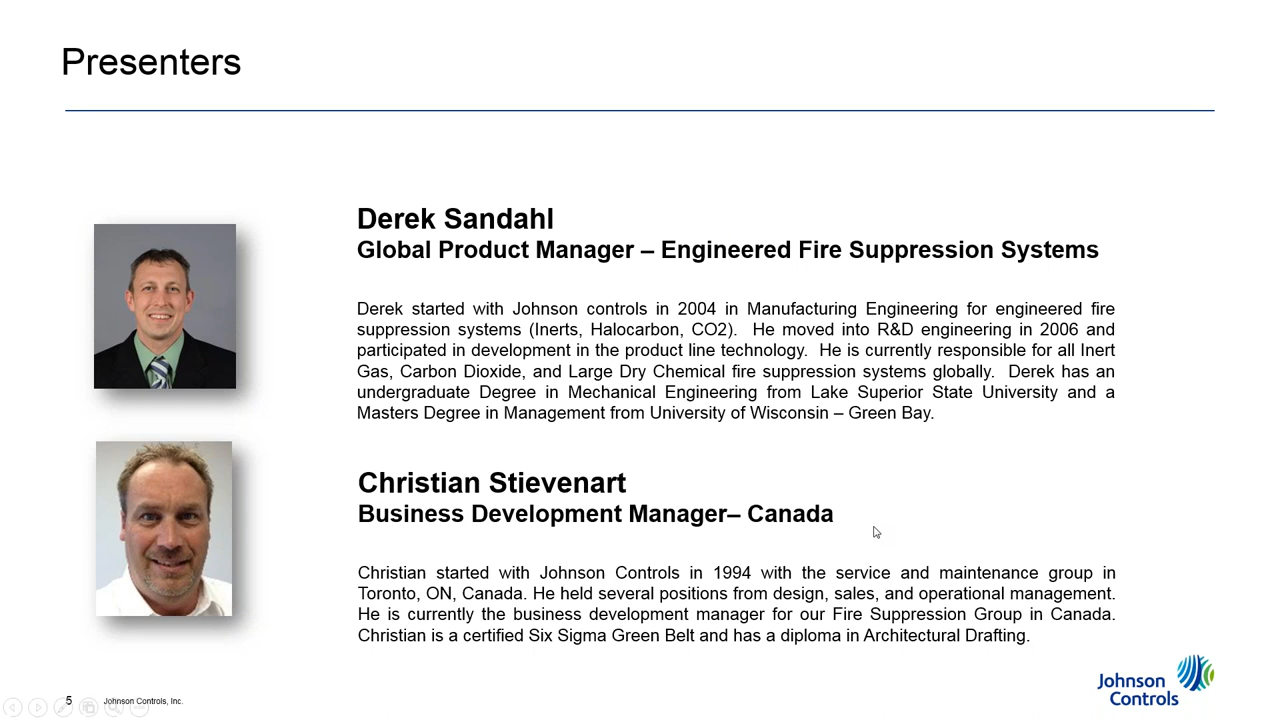 Presenters
Derek Sandahl
Global Product Manager – Engineered Fire Suppression Systems
Derek started with Johnson controls in 2004 in Manufacturing Engineering for engineered fire
suppression systems (Inerts, Halocarbon, CO2).  He moved into R&D engineering in 2006 and
participated in development in the product line technology.  He is currently responsible for all Inert
Gas, Carbon Dioxide, and Large Dry Chemical fire suppression systems globally.  Derek has an
undergraduate Degree in Mechanical Engineering from Lake Superior State University and a
Masters Degree in Management from University of Wisconsin – Green Bay.
Christian Stievenart
Business Development Manager– Canada
Christian started with Johnson Controls in 1994 with the service and maintenance group in
Toronto, ON, Canada. He held several positions from design, sales, and operational management.
He is currently the business development manager for our Fire Suppression Group in Canada.
Christian is a certified Six Sigma Green Belt and has a diploma in Architectural Drafting.
Johnson
Controls
5 Johnson Controls, Inc.